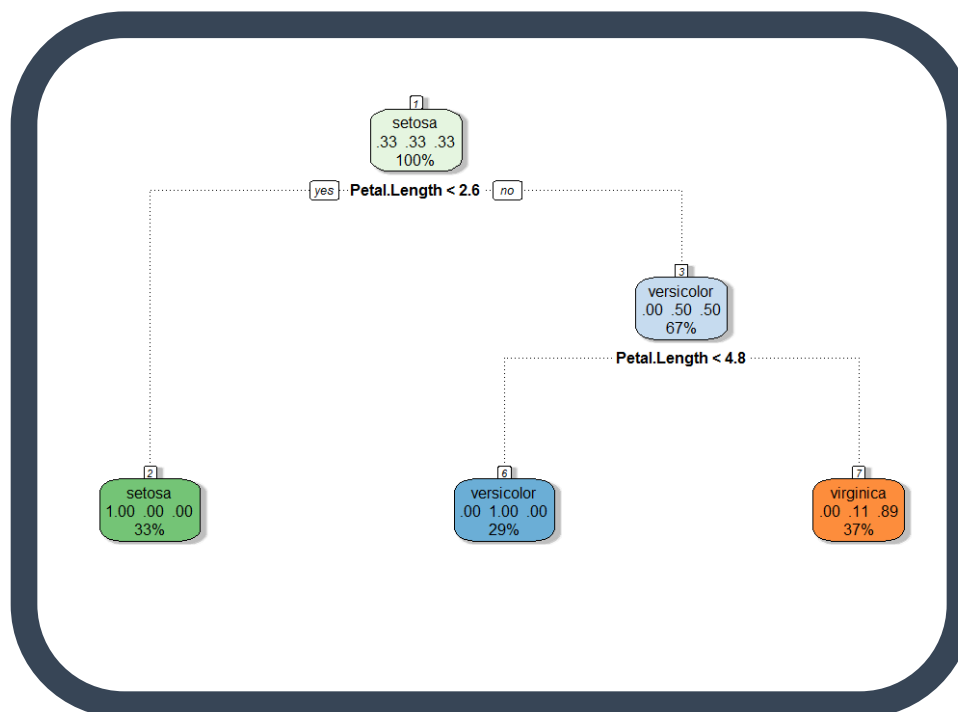 1
setosa
.33 .33 .33
100%
yes Petal.Length < 2.6 no
3
versicolor
.00 .50 .50
67%
Petal.Length < 4.8
2
setosa
1.00 .00 .00
33%
6
versicolor
.00 1.00 .00
29%
7
virginica
.00 .11 .89
37%